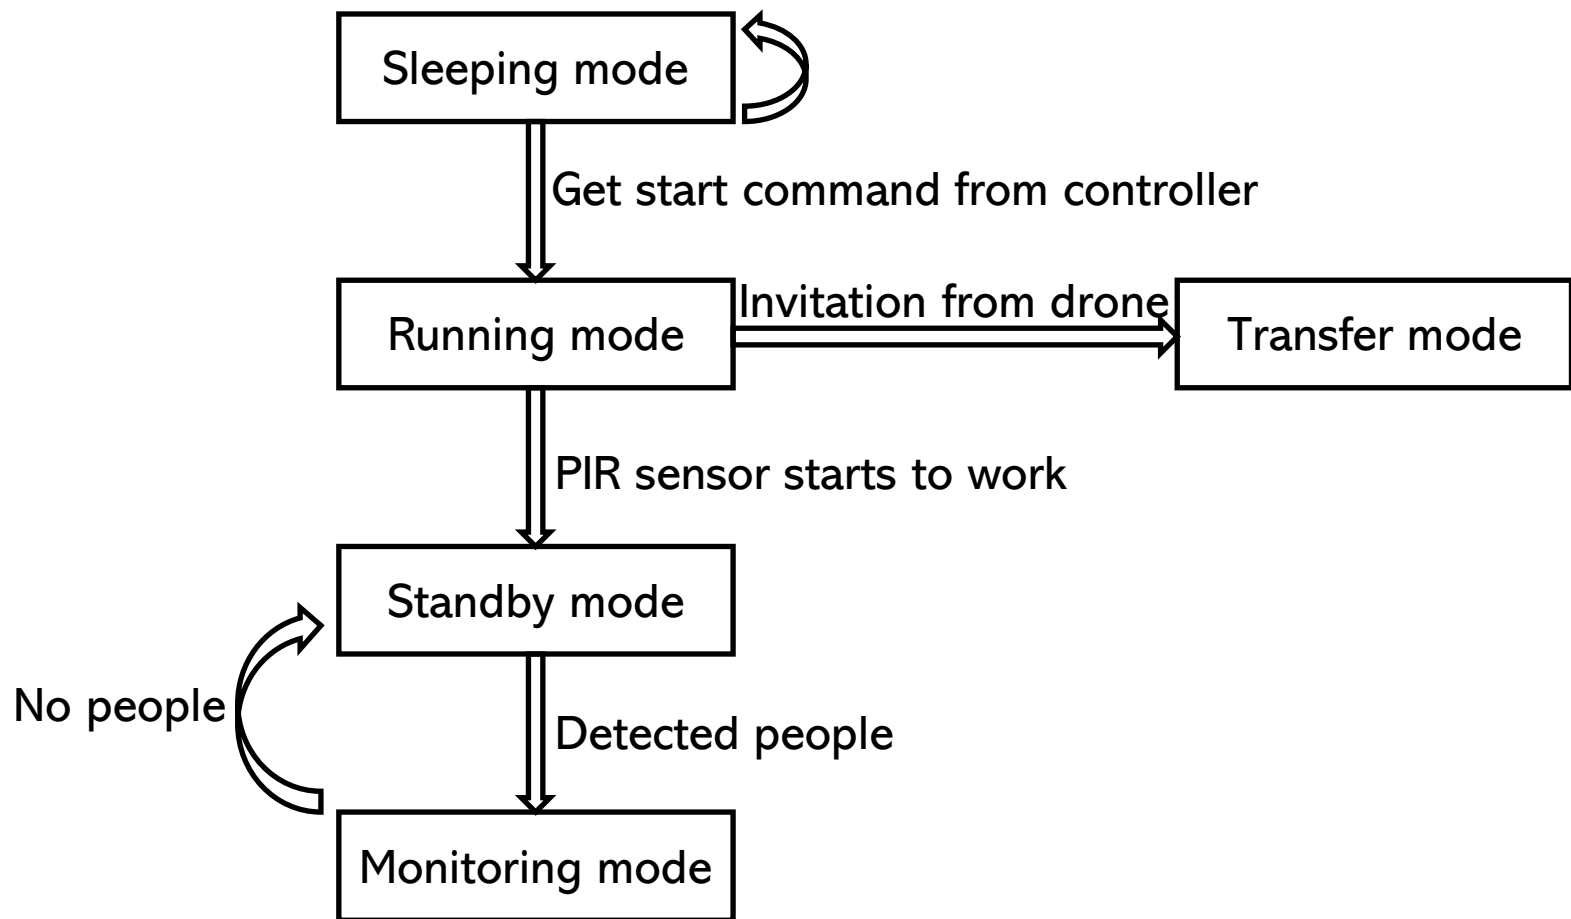 Sleeping mode
Get start command from controller
Invitation from drone
Running mode
Transfer mode
PIR sensor starts to work
Standby mode
No people
Detected people
Monitoring mode